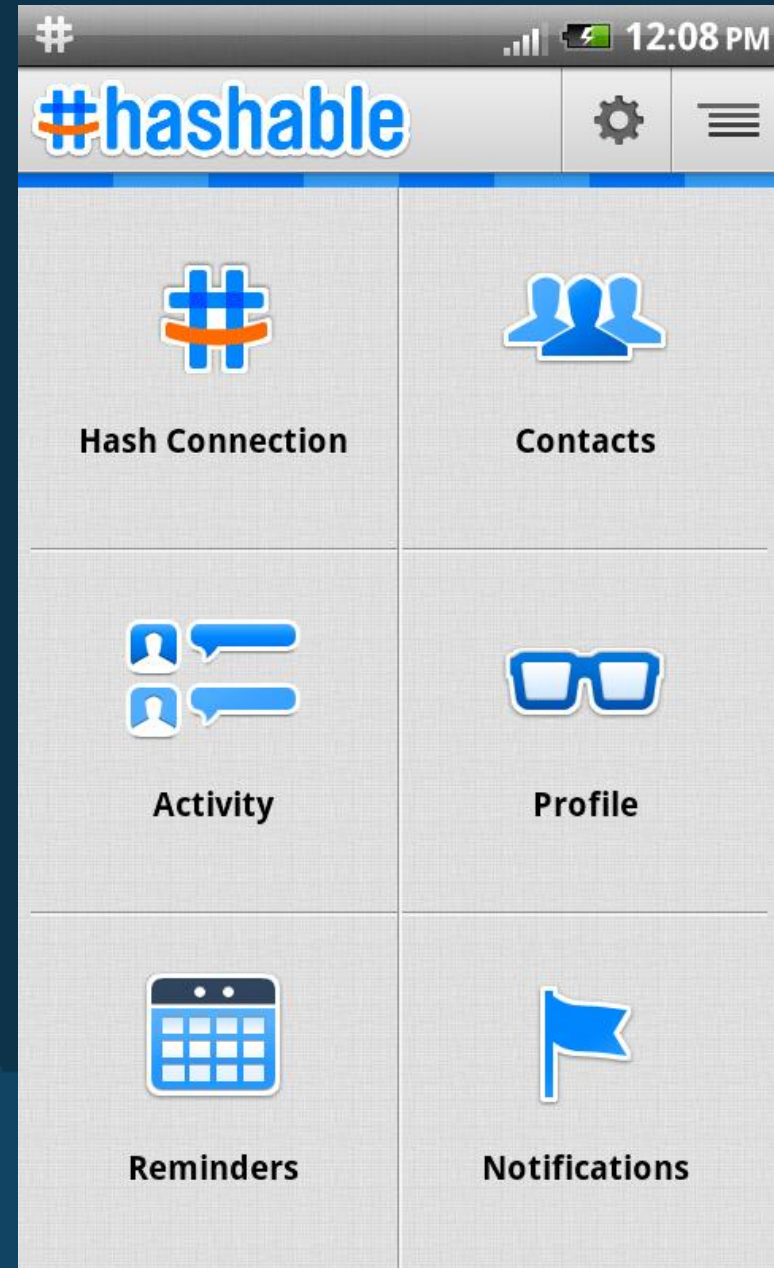 # 12:08 PM
#hashable
Hash Connection
Contacts
Activity
Profile
Reminders
Notifications